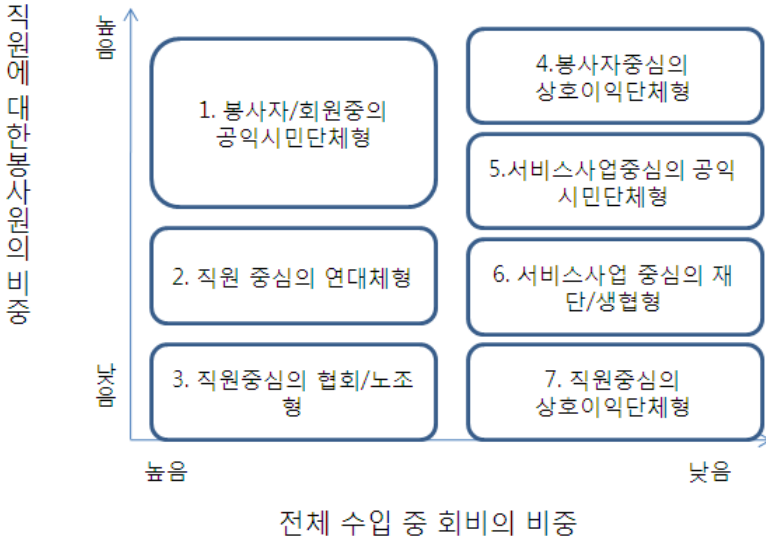 직원에 대한봉사원의 비중
높음
1. 봉사자/회원중의
공익시민단체형
4.봉사자중심의
상호이익단체형
5.서비스사업중심의 공익
시민단체형
2. 직원 중심의 연대체형
6. 서비스사업 중심의 재
단/생협형
낮음
3. 직원중심의 협회/노조
형
7. 직원중심의
상호이익단체형
높음
낮음
전체 수입 중 회비의 비중